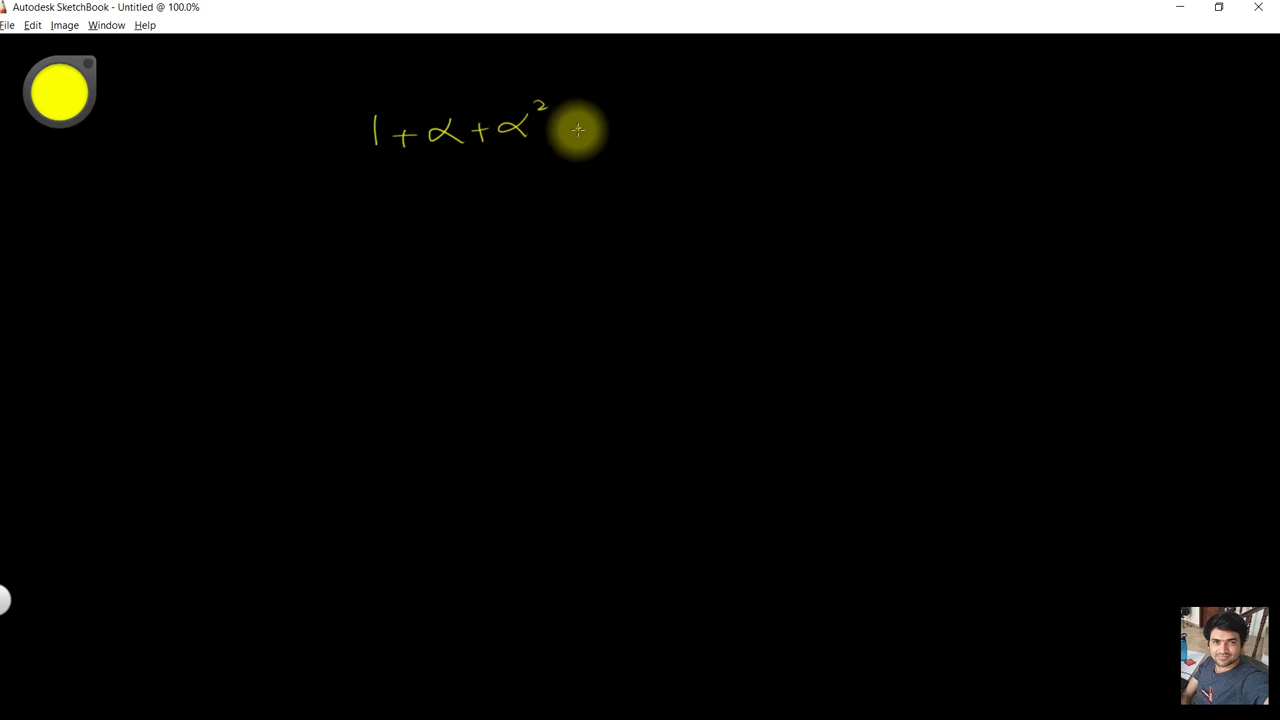 Autodesk SketchBook - Untitled @ 100.0%
File Edit Image Window Help
1 + α + α²